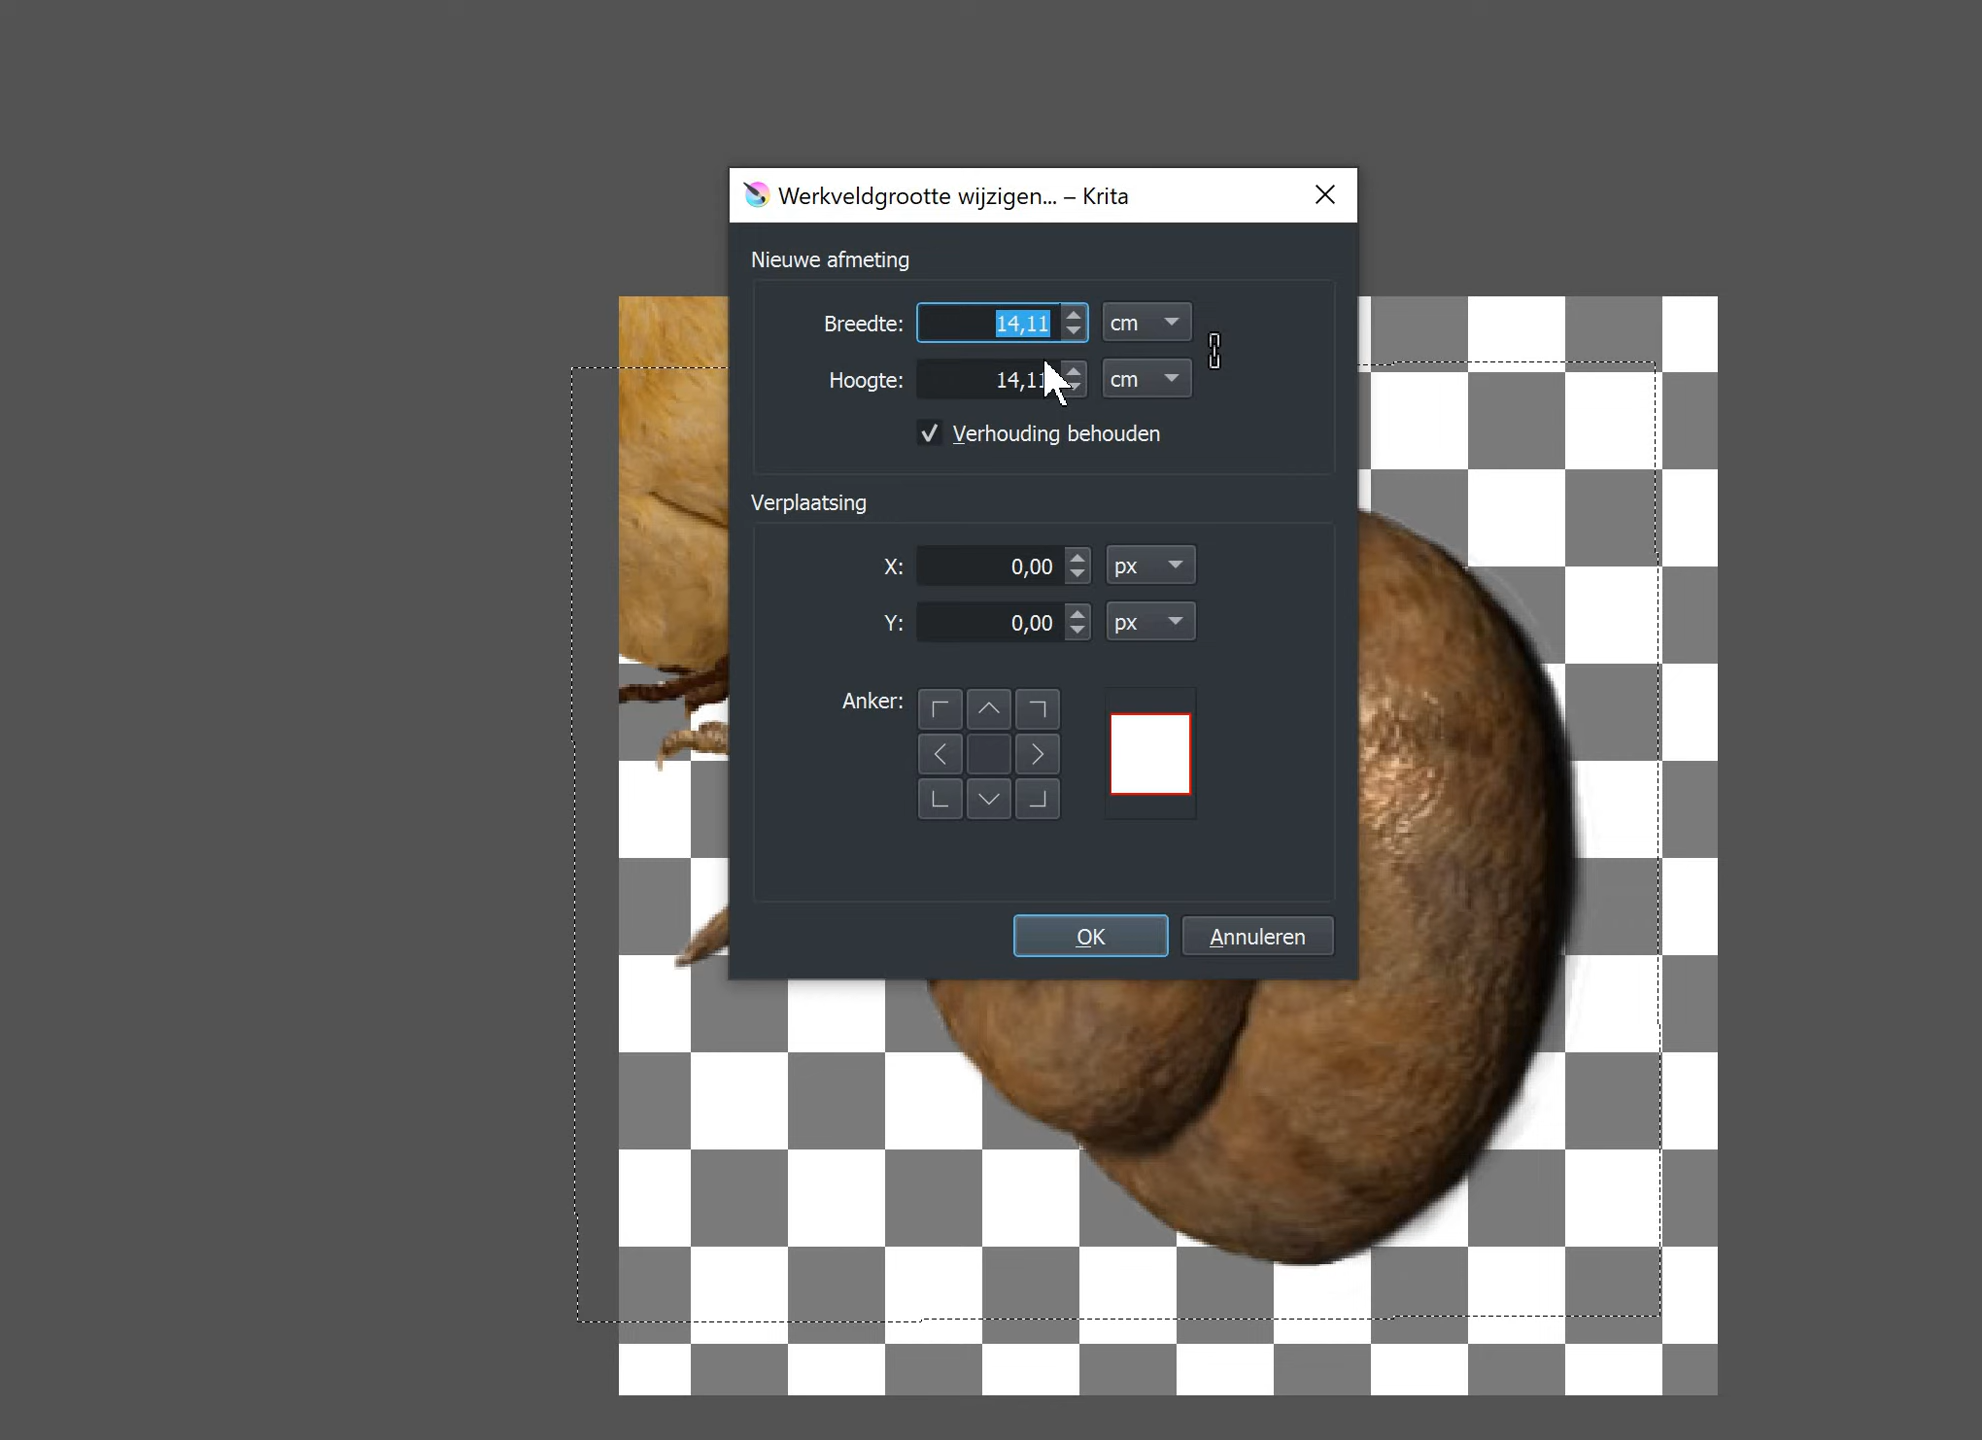 Werkveldgrootte wijzigen... – Krita
Nieuwe afmeting
Breedte: 14,11 cm
Hoogte: 14,11 cm
Verhouding behouden
Verplaatsing
X: 0,00 px
Y: 0,00 px
Anker:
OK Annuleren